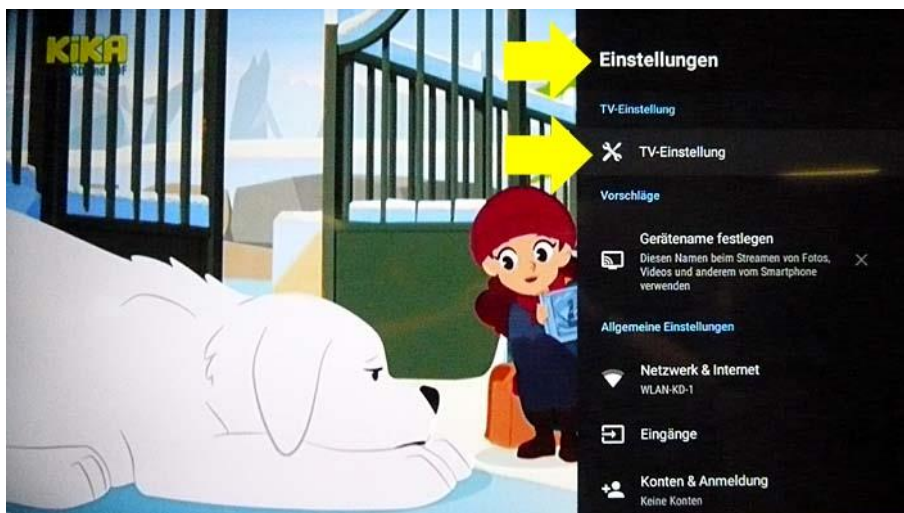 KiKA
Einstellungen
TV-Einstellung
TV-Einstellung
Vorschläge
Gerätename festlegen
Diesen Namen beim Streamen von Fotos,
Videos und anderem vom Smartphone
verwenden
Allgemeine Einstellungen
Netzwerk & Internet
WLAN-KD-1
Eingänge
Konten & Anmeldung
Keine Konten